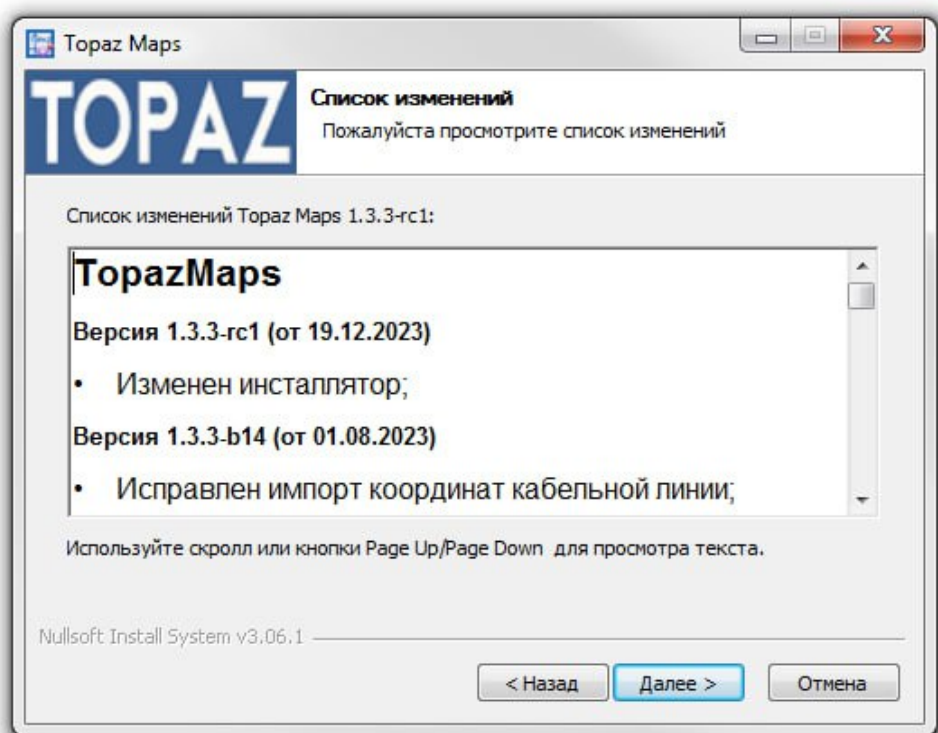 Topaz Maps
TOPAZ
Список изменений
Пожалуйста просмотрите список изменений
Список изменений Topaz Maps 1.3.3-rc1:
TopazMaps
Версия 1.3.3-rc1 (от 19.12.2023)
• Изменен инсталлятор;
Версия 1.3.3-b14 (от 01.08.2023)
• Исправлен импорт координат кабельной линии;
Используйте скролл или кнопки Page Up/Page Down для просмотра текста.
Nullsoft Install System v3.06.1
< Назад
Далее >
Отмена